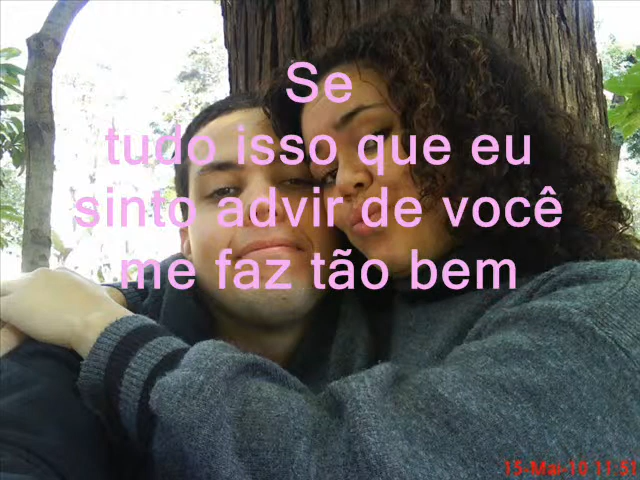 Se
tudo isso que eu
sinto advir de você
me faz tão bem
15-Mai-10 11:51